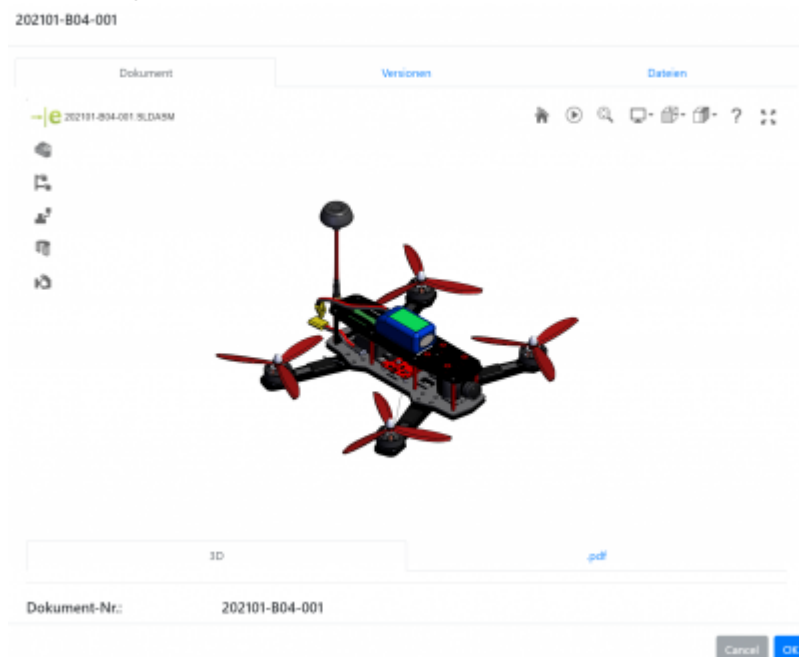 202101-B04-001
Dokument Versionen Dateien
e 202101-B04-001.SLDASM
?
3D .pdf
Dokument-Nr.: 202101-B04-001
Cancel OK